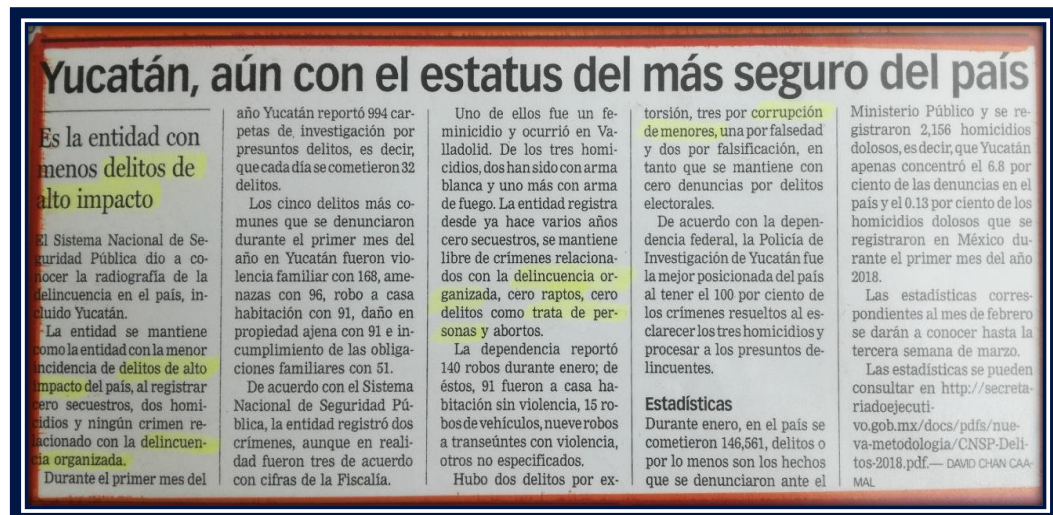 Yucatán, aún con el estatus del más seguro del país
Es la entidad con
menos delitos de
alto impacto
El Sistema Nacional de Se-
guridad Pública dio a co-
nocer la radiografía de la
delincuencia en el país, in-
cluido Yucatán.
La entidad se mantiene
como la entidad con la menor
incidencia de delitos de alto
impacto del país, al registrar
cero secuestros, dos homi-
cidios y ningún crimen re-
lacionado con la delincuen-
cia organizada.
Durante el primer mes del
año Yucatán reportó 994 car-
petas de investigación por
presuntos delitos, es decir,
que cada día se cometieron 32
delitos.
Los cinco delitos más co-
munes que se denunciaron
durante el primer mes del
año en Yucatán fueron vio-
lencia familiar con 168, ame-
nazas con 96, robo a casa
habitación con 91, daño en
propiedad ajena con 91 e in-
cumplimiento de las obliga-
ciones familiares con 51.
De acuerdo con el Sistema
Nacional de Seguridad Pú-
blica, la entidad registró dos
crímenes, aunque en reali-
dad fueron tres de acuerdo
con cifras de la Fiscalía.
Uno de ellos fue un fe-
minicidio y ocurrió en Va-
lladolid. De los tres homi-
cidios, dos han sido con arma
blanca y uno más con arma
de fuego. La entidad registra
desde ya hace varios años
cero secuestros, se mantiene
libre de crímenes relaciona-
dos con la delincuencia or-
ganizada, cero raptos, cero
delitos como trata de per-
sonas y abortos.
La dependencia reportó
140 robos durante enero; de
éstos, 91 fueron a casa ha-
bitación sin violencia, 15 ro-
bos de vehículos, nueve robos
a transeúntes con violencia,
otros no especificados.
Hubo dos delitos por ex-
torsión, tres por corrupción
de menores, una por falsedad
y dos por falsificación, en
tanto que se mantiene con
cero denuncias por delitos
electorales.
De acuerdo con la depen-
dencia federal, la Policía de
Investigación de Yucatán fue
la mejor posicionada del país
al tener el 100 por ciento de
los crímenes resueltos al es-
clarecer los tres homicidios y
procesar a los presuntos de-
lincuentes.
Estadísticas
Durante enero, en el país se
cometieron 146,561, delitos o
por lo menos son los hechos
que se denunciaron ante el
Ministerio Público y se re-
gistraron 2,156 homicidios
dolosos, es decir, que Yucatán
apenas concentró el 6.8 por
ciento de las denuncias en el
país y el 0.13 por ciento de los
homicidios dolosos que se
registraron en México du-
rante el primer mes del año
2018.
Las estadísticas corres-
pondientes al mes de febrero
se darán a conocer hasta la
tercera semana de marzo.
Las estadísticas se pueden
consultar en http://secreta-
riadoejecuti-
vo.gob.mx/docs/pdfs/nue-
va-metodologia/CNSP-Deli-
tos-2018.pdf.— DAVID CHAN CAA-
MAL